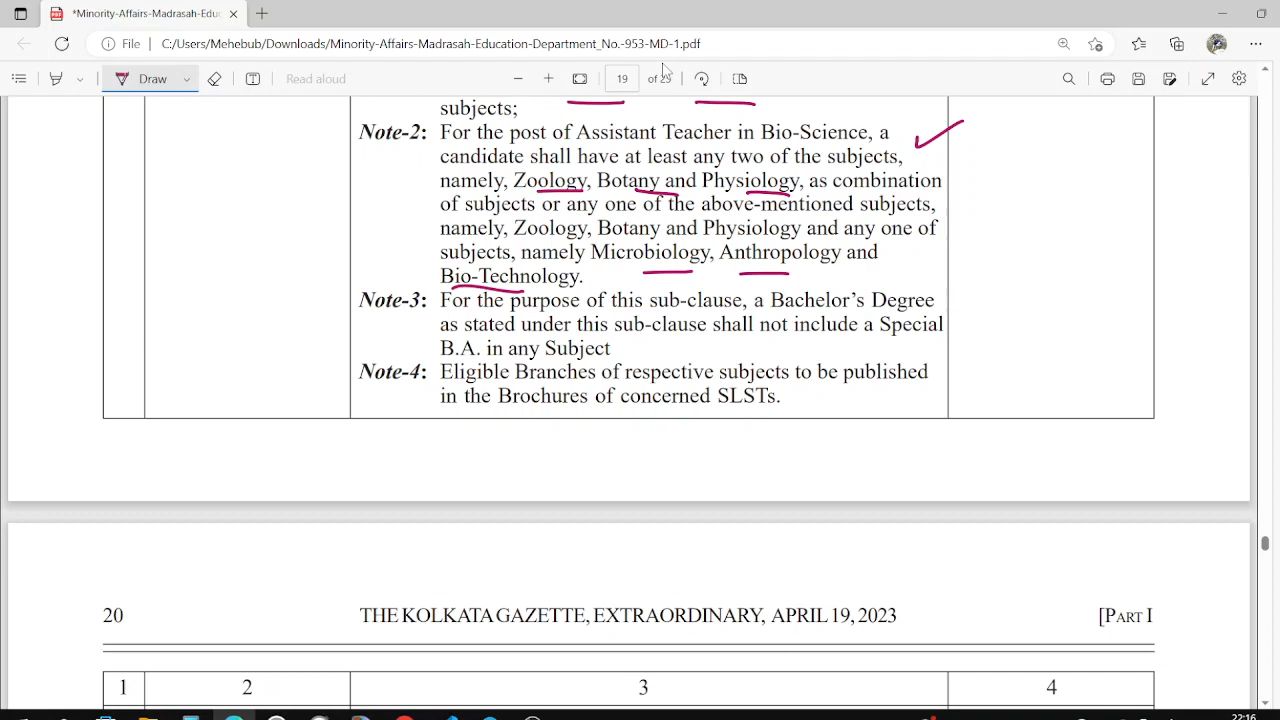 *Minority-Affairs-Madrasah-Educ
File
C:/Users/Mehebub/Downloads/Minority-Affairs-Madrasah-Education-Department_No.-953-MD-1.pdf
Draw
Read aloud
19
of 25
subjects;
Note-2: For the post of Assistant Teacher in Bio-Science, a
candidate shall have at least any two of the subjects,
namely, Zoology, Botany and Physiology, as combination
of subjects or any one of the above-mentioned subjects,
namely, Zoology, Botany and Physiology and any one of
subjects, namely Microbiology, Anthropology and
Bio-Technology.
Note-3: For the purpose of this sub-clause, a Bachelor's Degree
as stated under this sub-clause shall not include a Special
B.A. in any Subject
Note-4: Eligible Branches of respective subjects to be published
in the Brochures of concerned SLSTs.
20
THE KOLKATA GAZETTE, EXTRAORDINARY, APRIL 19, 2023
[PART I
1
2
3
4
22:16